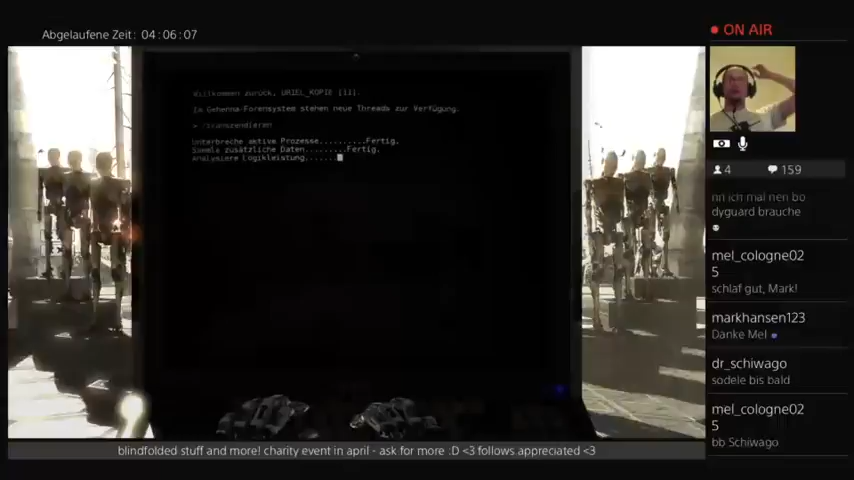 Abgelaufene Zeit: 04:06:07
ON AIR
Willkommen zurück, URIEL_KOPIE [11].
Im Gehenna-Forensystem stehen neue Threads zur Verfügung.
> /transzendieren
Unterbreche aktive Prozesse..........Fertig.
Sammle zusätzliche Daten........Fertig.
Analysiere Logikleistung......
4
159
nn ich mal nen bo
dyguard brauche
mel_cologne02
5
schlaf gut, Mark!
markhansen123
Danke Mel
dr_schiwago
sodele bis bald
mel_cologne02
5
bb Schiwago
blindfolded stuff and more! charity event in april - ask for more :D <3 follows appreciated <3